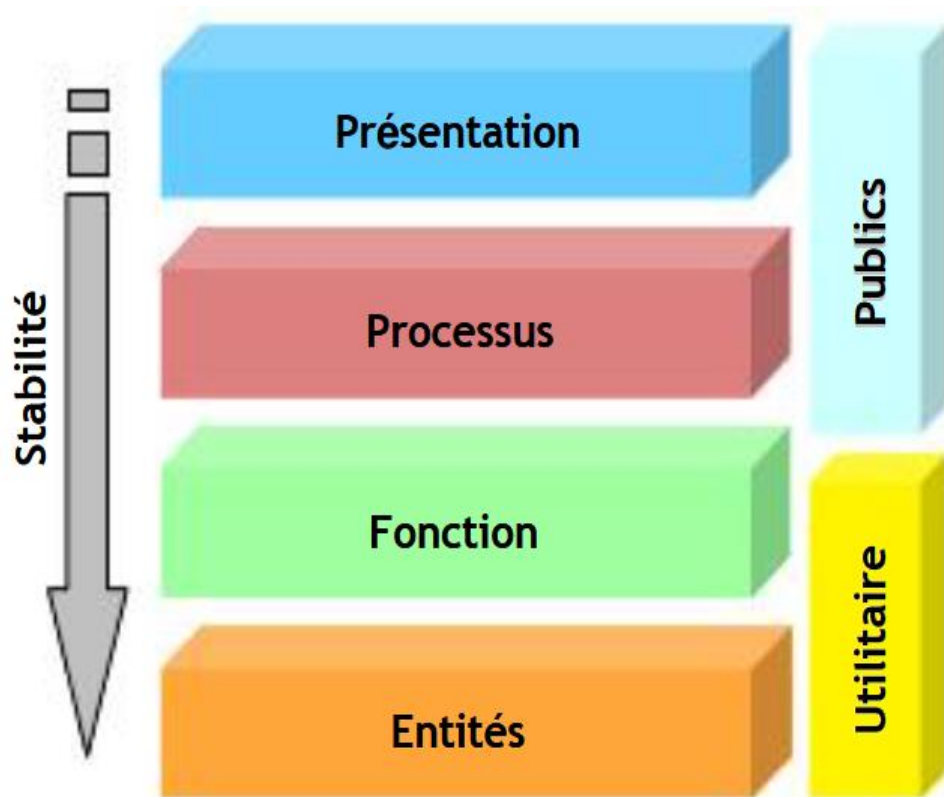 Présentation
Processus
Fonction
Entités
Stabilité
Publics
Utilitaire